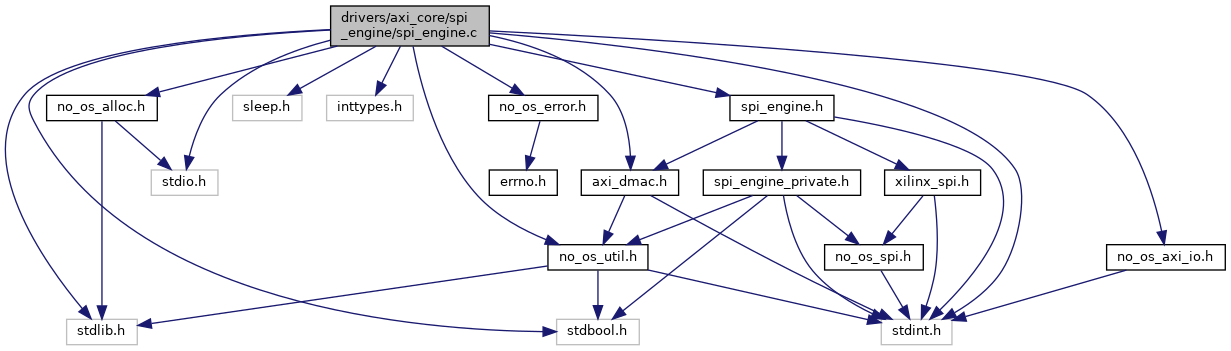 drivers/axi_core/spi
_engine/spi_engine.c
no_os_alloc.h
sleep.h
inttypes.h
no_os_error.h
spi_engine.h
stdio.h
errno.h
axi_dmac.h
spi_engine_private.h
xilinx_spi.h
no_os_util.h
no_os_spi.h
no_os_axi_io.h
stdlib.h
stdbool.h
stdint.h